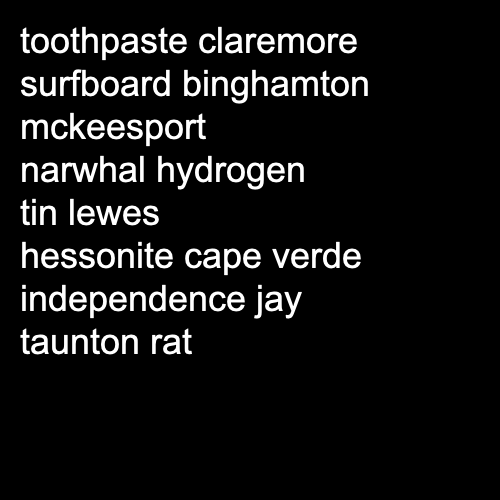 toothpaste claremore
surfboard binghamton
mckeesport
narwhal hydrogen
tin lewes
hessonite cape verde
independence jay
taunton rat